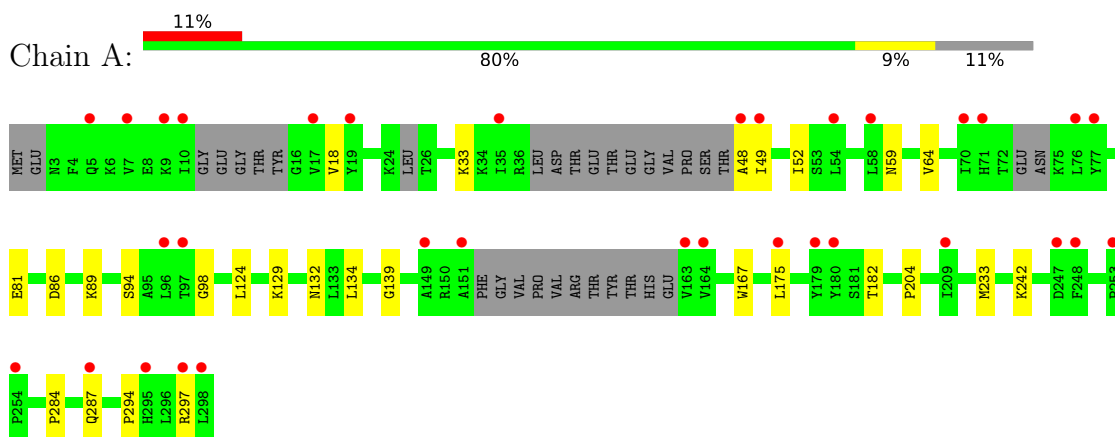 11%
Chain A:
80% 9% 11%
MET GLU N3 F4 Q5 K6 V7 E8 K9 I10 GLY GLU GLY THR TYR G16 V17 V18 Y19 K24 LEU T26 K33 K34 I35 R36 LEU ASP THR GLU THR GLU GLY VAL PRO SER THR A48 I49 I52 S53 L54 L58 N59 V64 I70 H71 T72 GLU ASN K75 L76 Y77
E81 D86 K89 S94 A95 L96 T97 G98 L124 K129 N132 L133 L134 G139 A149 R150 A151 PHE GLY VAL PRO VAL ARG THR TYR THR HIS GLU V163 V164 W167 L175 Y179 Y180 S181 T182 P204 I209 M233 K242 D247 F248
P254 P284 Q287 P294 H295 L296 R297 L298